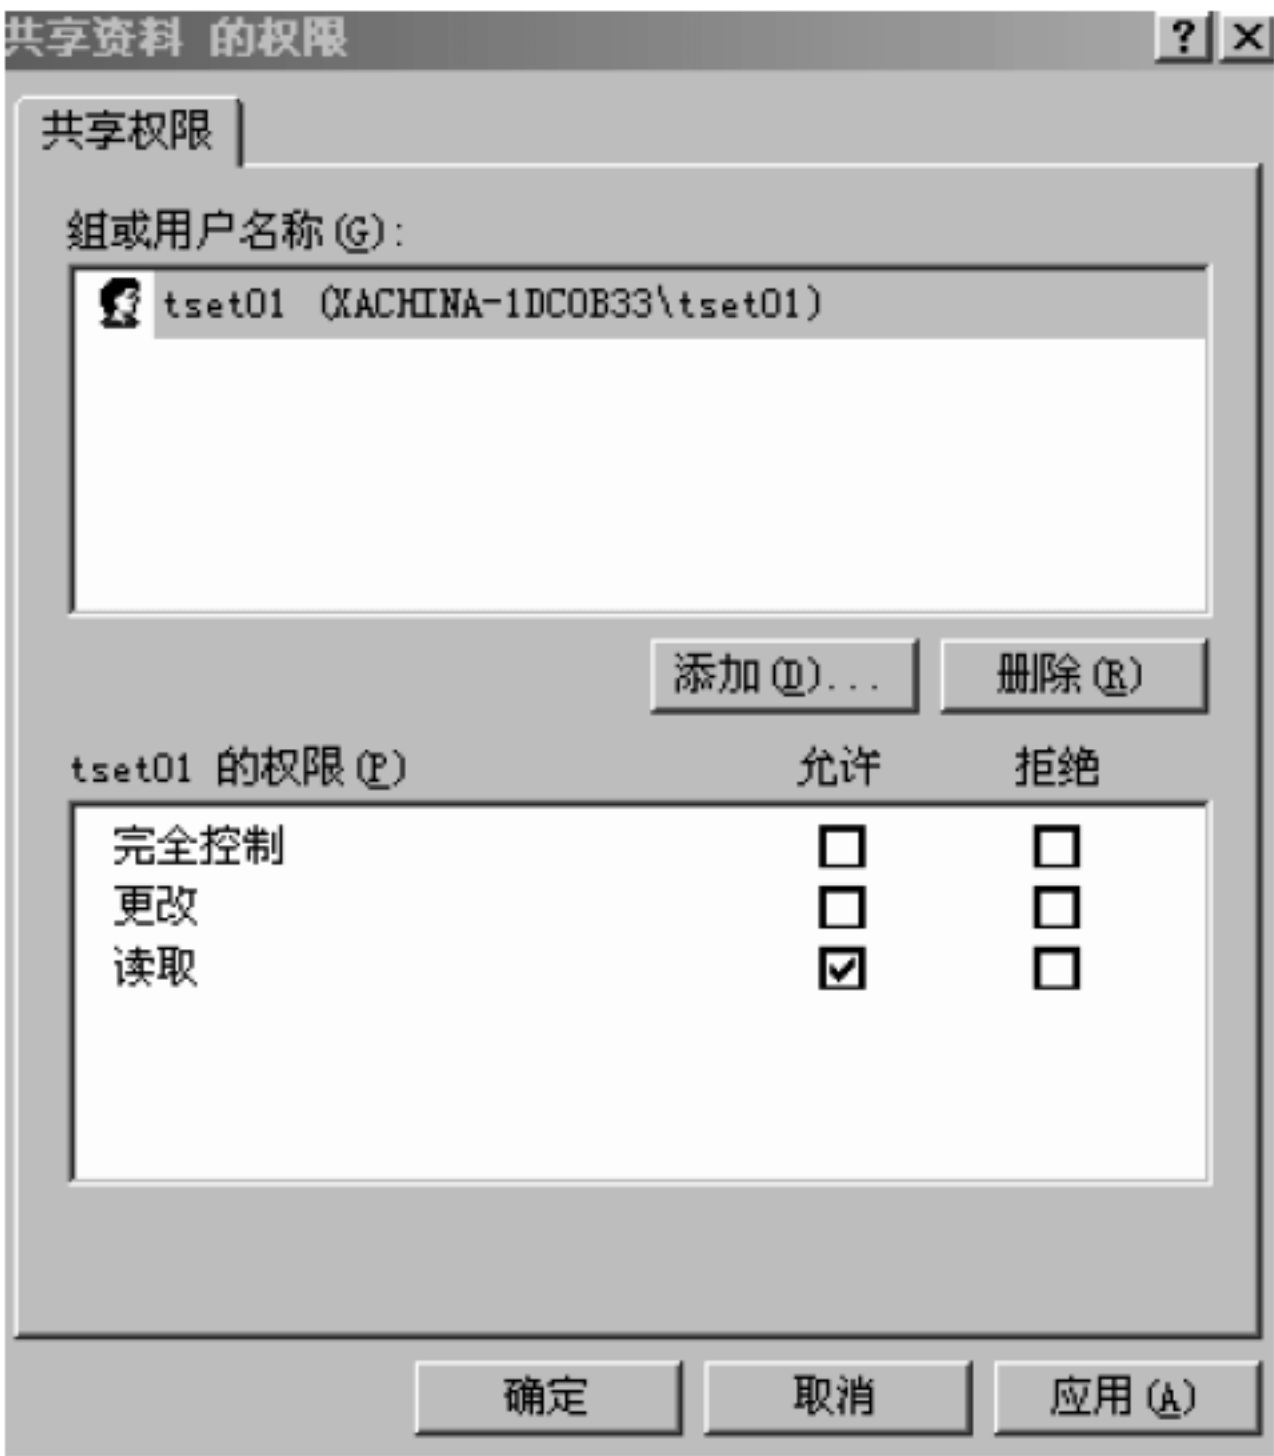 共享资料 的权限
共享权限
组或用户名称(G):
tset01 (XACHINA-1DC0B33\tset01)
添加(D)... 删除(R)
tset01 的权限(P) 允许 拒绝
完全控制
更改
读取
确定 取消 应用(A)